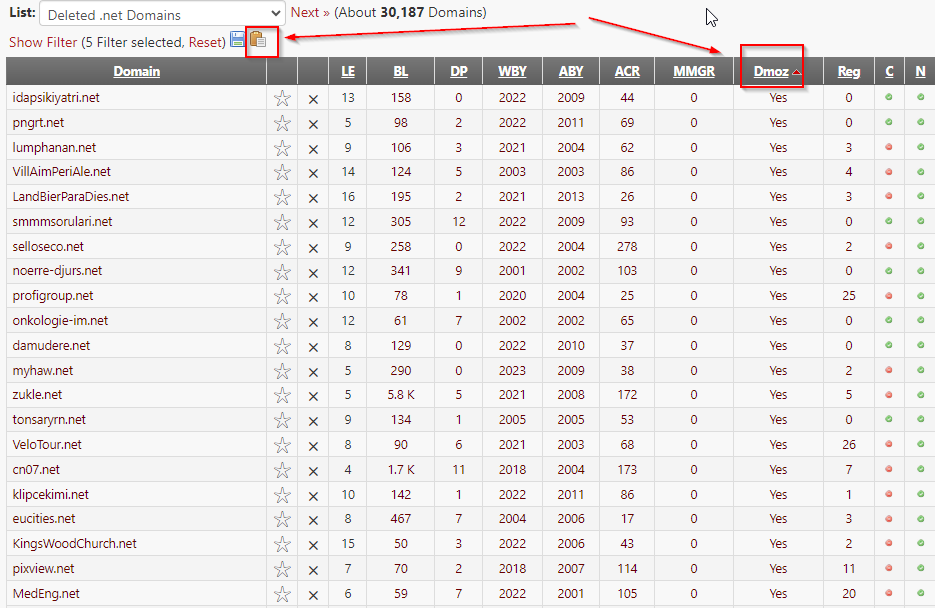 List: Deleted .net Domains Next » (About 30,187 Domains)
Show Filter (5 Filter selected, Reset)
Domain LE BL DP WBY ABY ACR MMGR Dmoz Reg C N
idapsikiyatri.net 13 158 0 2022 2009 44 0 Yes 0
pngrt.net 5 98 2 2022 2011 69 0 Yes 0
lumphanan.net 9 106 3 2021 2004 62 0 Yes 3
VillAimPeriAle.net 14 124 5 2003 2003 86 0 Yes 4
LandBierParaDies.net 16 195 2 2021 2013 26 0 Yes 3
smmmsorulari.net 12 305 12 2022 2009 93 0 Yes 0
selloseco.net 9 258 0 2022 2004 278 0 Yes 2
noerre-djurs.net 12 341 9 2001 2002 103 0 Yes 0
profigroup.net 10 78 1 2020 2004 25 0 Yes 25
onkologie-im.net 12 61 7 2002 2002 65 0 Yes 0
damudere.net 8 129 0 2022 2010 37 0 Yes 0
myhaw.net 5 290 0 2023 2009 38 0 Yes 2
zukle.net 5 5.8 K 5 2021 2008 172 0 Yes 5
tonsaryrn.net 9 134 1 2005 2005 53 0 Yes 0
VeloTour.net 8 90 6 2021 2003 68 0 Yes 26
cn07.net 4 1.7 K 11 2018 2004 173 0 Yes 7
klipcekimi.net 10 142 1 2022 2011 86 0 Yes 1
eucities.net 8 467 7 2004 2006 17 0 Yes 3
KingsWoodChurch.net 15 50 3 2022 2006 43 0 Yes 2
pixview.net 7 70 2 2018 2007 114 0 Yes 11
MedEng.net 6 59 7 2022 2001 105 0 Yes 20